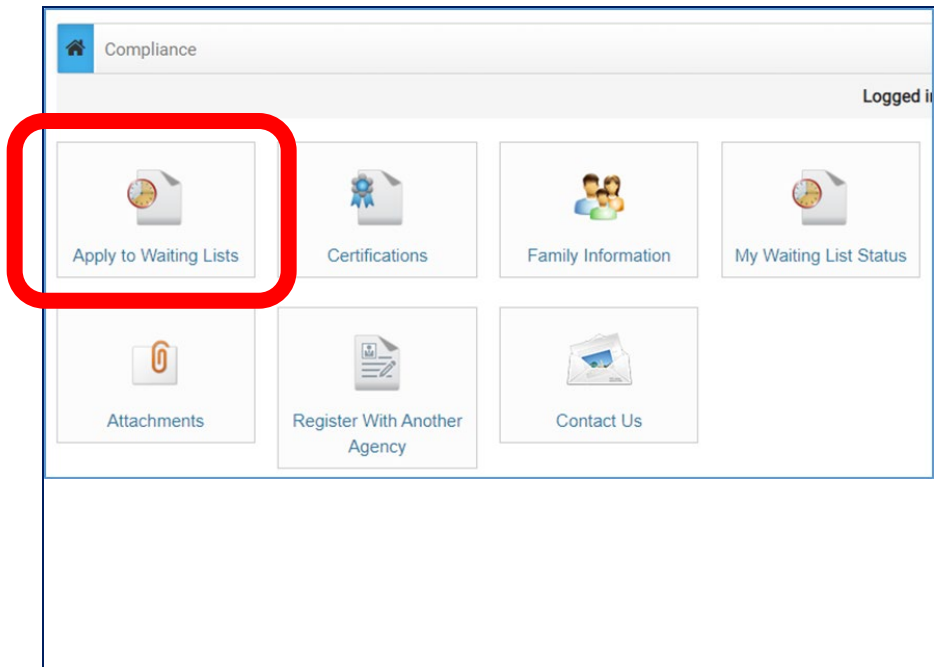 Compliance
Logged i
Apply to Waiting Lists
Certifications
Family Information
My Waiting List Status
Attachments
Register With Another
Agency
Contact Us